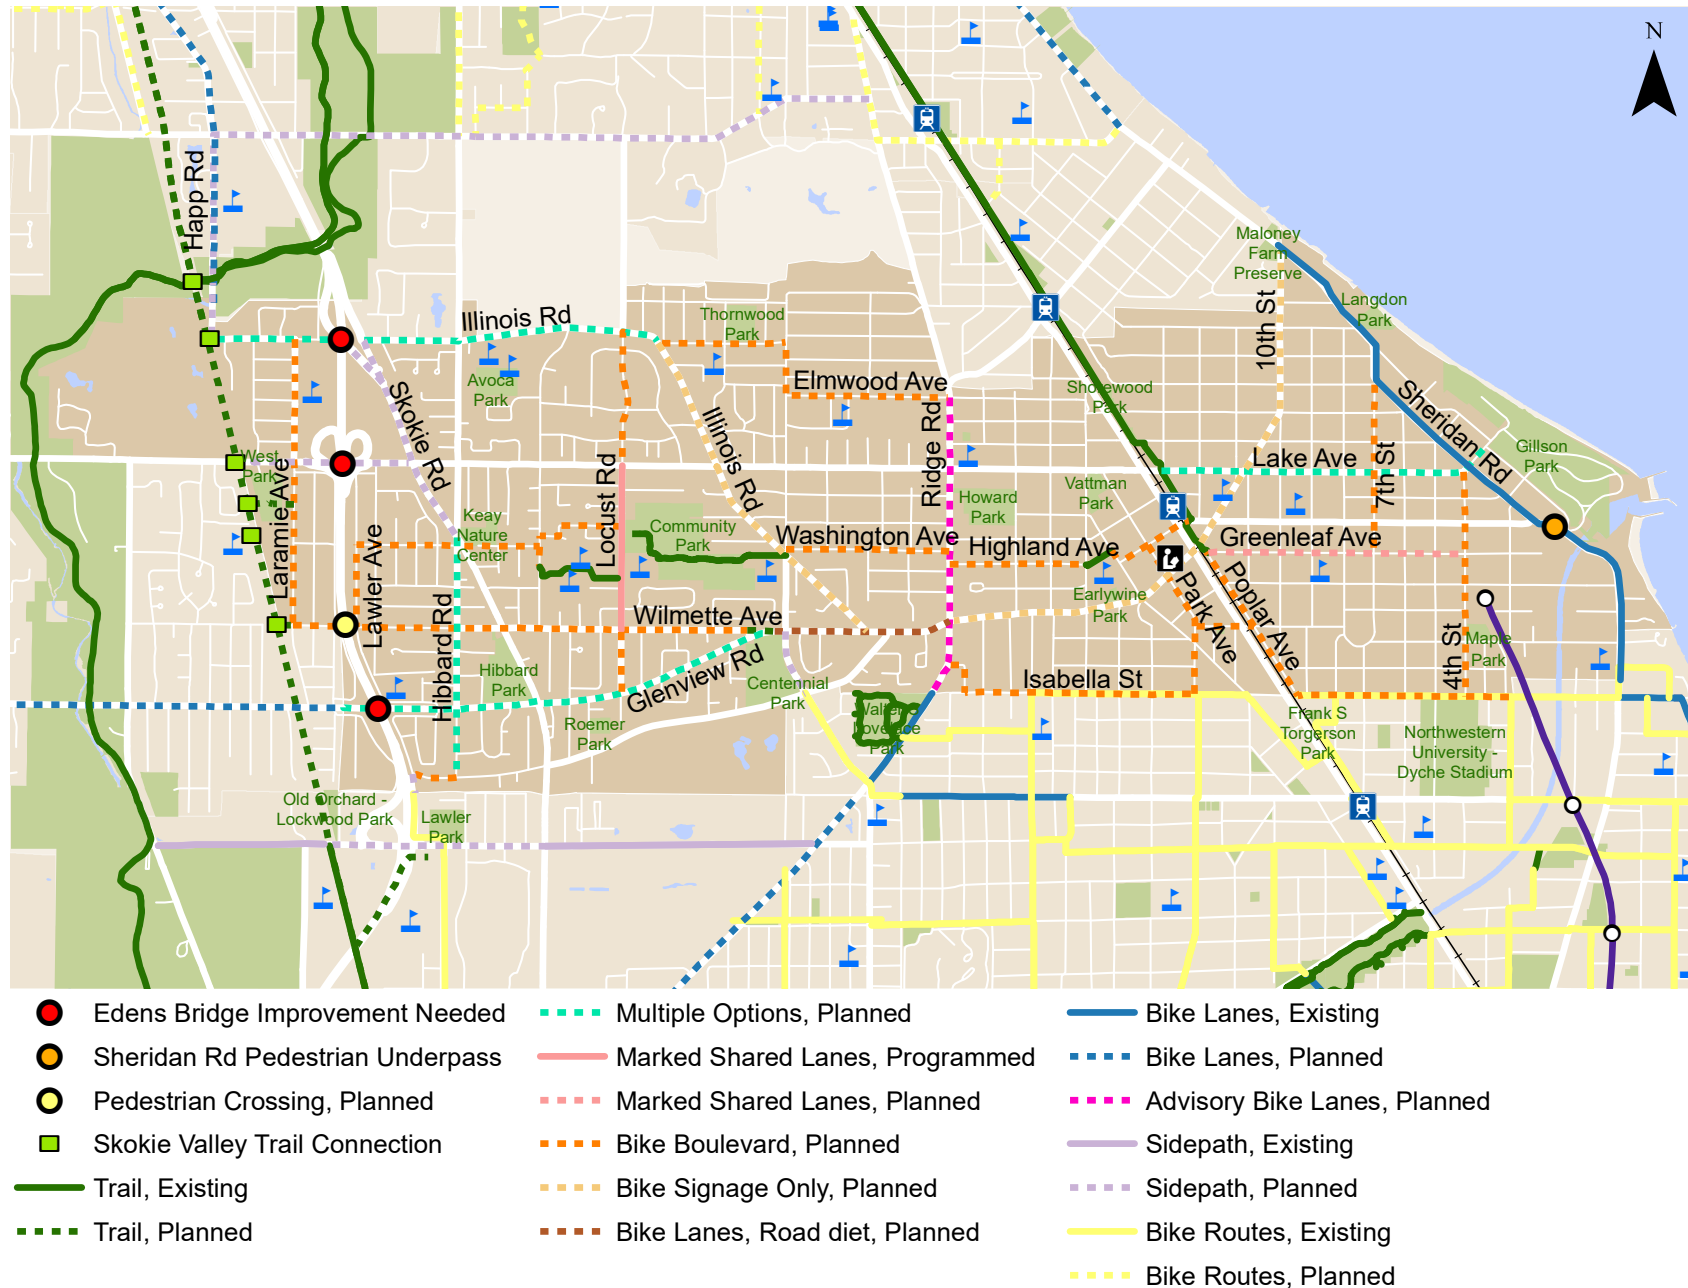 N
Happ Rd
Maloney
Farm
Preserve
Langdon
Park
10th St
Illinois Rd
Thornwood
Park
Elmwood Ave
Avoca
Park
Skokie Rd
Illinois Rd
Ridge Rd
Shorewood
Park
Sheridan Rd
Gillson
Park
West
Park
Laramie Ave
Locust Rd
Lake Ave
7th St
Vattman
Park
Howard
Park
Keay
Nature
Center
Community
Park
Washington Ave
Highland Ave
Greenleaf Ave
Lawler Ave
Hibbard Rd
Wilmette Ave
Earlywine
Park
Park Ave
Poplar Ave
4th St
Maple
Park
Hibbard
Park
Glenview Rd
Centennial
Park
Isabella St
Roemer
Park
Walter
Lovelace
Park
Frank S
Torgerson
Park
Northwestern
University -
Dyche Stadium
Old Orchard -
Lockwood Park
Lawler
Park
Edens Bridge Improvement Needed
Sheridan Rd Pedestrian Underpass
Pedestrian Crossing, Planned
Skokie Valley Trail Connection
Trail, Existing
Trail, Planned
Multiple Options, Planned
Marked Shared Lanes, Programmed
Marked Shared Lanes, Planned
Bike Boulevard, Planned
Bike Signage Only, Planned
Bike Lanes, Road diet, Planned
Bike Lanes, Existing
Bike Lanes, Planned
Advisory Bike Lanes, Planned
Sidepath, Existing
Sidepath, Planned
Bike Routes, Existing
Bike Routes, Planned